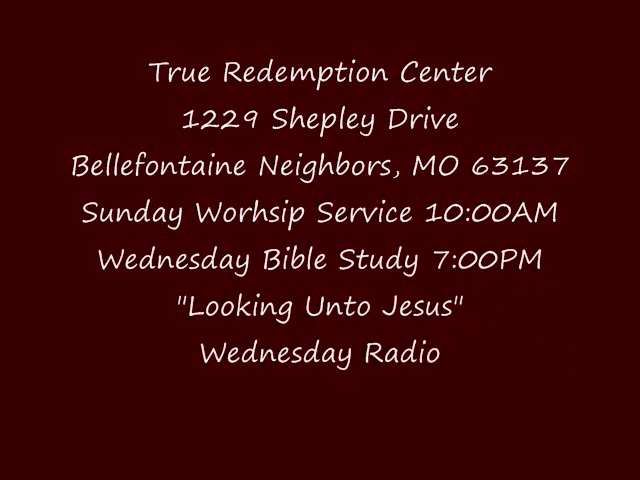 True Redemption Center
1229 Shepley Drive
Bellefontaine Neighbors, MO 63137
Sunday Worhsip Service 10:00AM
Wednesday Bible Study 7:00PM
"Looking Unto Jesus"
Wednesday Radio